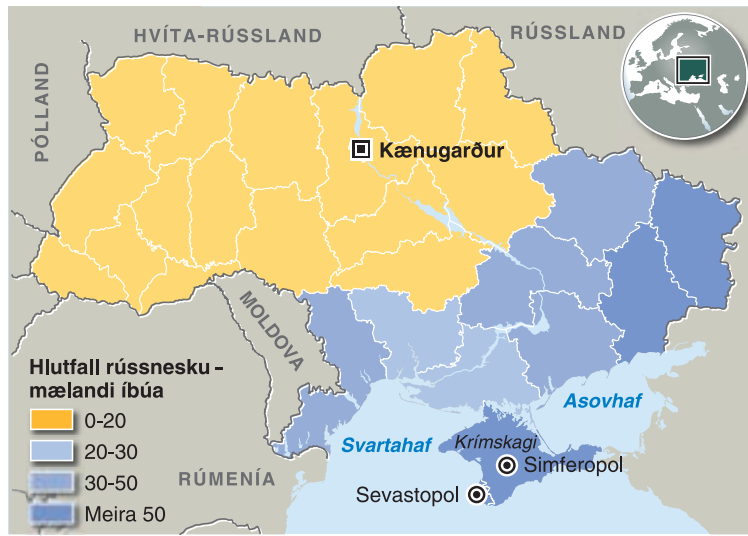 HVÍTA-RÚSSLAND
RÚSSLAND
PÓLLAND
Kænugarður
MOLDOVA
Hlutfall rússnesku -
mælandi íbúa
0-20
20-30
30-50
Meira 50
RÚMENÍA
Svartahaf
Asovhaf
Krímskagi
Simferopol
Sevastopol